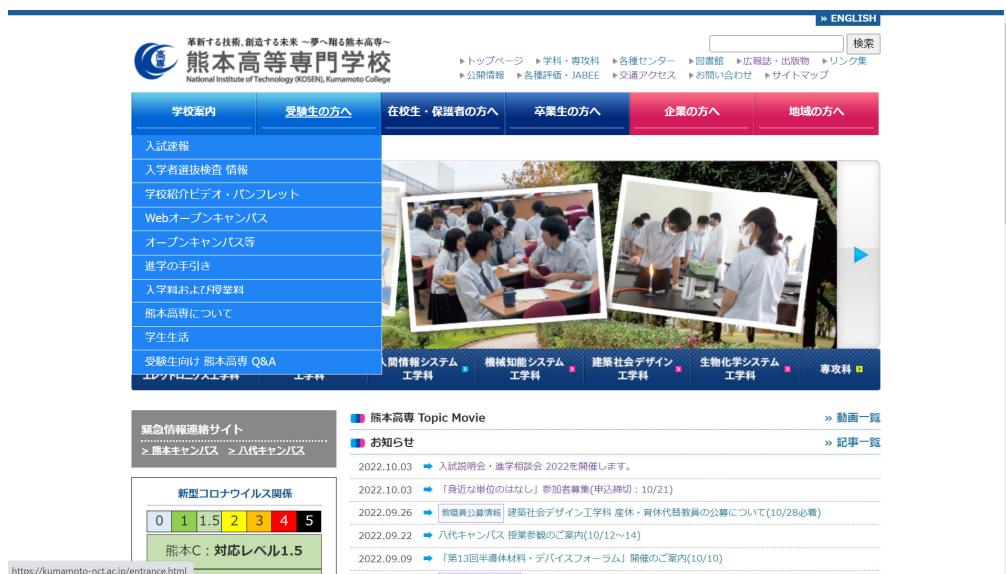 » ENGLISH
革新する技術、創造する未来 ～夢へ翔る熊本高専～
熊本高等専門学校
National Institute of Technology (KOSEN), Kumamoto College
検索
トップページ 学科・専攻科 各種センター 図書館 広報誌・出版物 リンク集
公開情報 各種評価・JABEE 交通アクセス お問い合わせ サイトマップ
学校案内 受験生の方へ 在校生・保護者の方へ 卒業生の方へ 企業の方へ 地域の方へ
入試速報
入学者選抜検査 情報
学校紹介ビデオ・パンフレット
Webオープンキャンパス
オープンキャンパス等
進学の手引き
入学料および授業料
熊本高専について
学生生活
受験生向け 熊本高専 Q&A
人間情報システム工学科
機械知能システム工学科
建築社会デザイン工学科
生物化学システム工学科
専攻科
エレクトロニクス工学科
工学科
緊急情報連絡サイト
> 熊本キャンパス > 八代キャンパス
新型コロナウイルス関係
0 1 1.5 2 3 4 5
熊本C：対応レベル1.5
熊本高専 Topic Movie » 動画一覧
お知らせ » 記事一覧
2022.10.03 入試説明会・進学相談会 2022を開催します。
2022.10.03 「身近な単位のはなし」参加者募集(申込締切：10/21)
2022.09.26 教職員公募情報 建築社会デザイン工学科 産休・育休代替教員の公募について(10/28必着)
2022.09.22 八代キャンパス 授業参観のご案内(10/12～14)
2022.09.09 「第13回半導体材料・デバイスフォーラム」開催のご案内(10/10)
https://kumamoto-nct.ac.jp/entrance.html